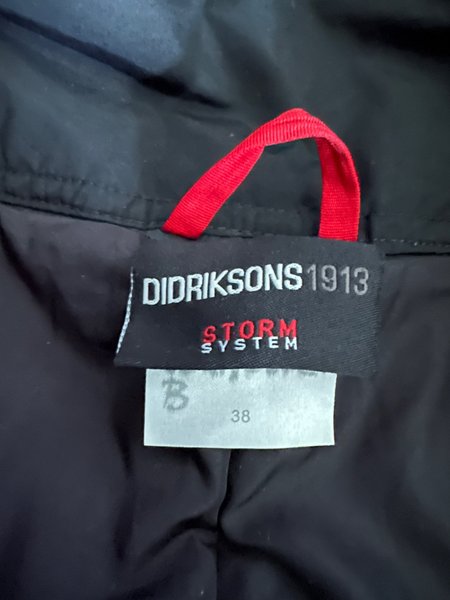 DIDRIKSONS1913
STORM
SYSTEM
B
38